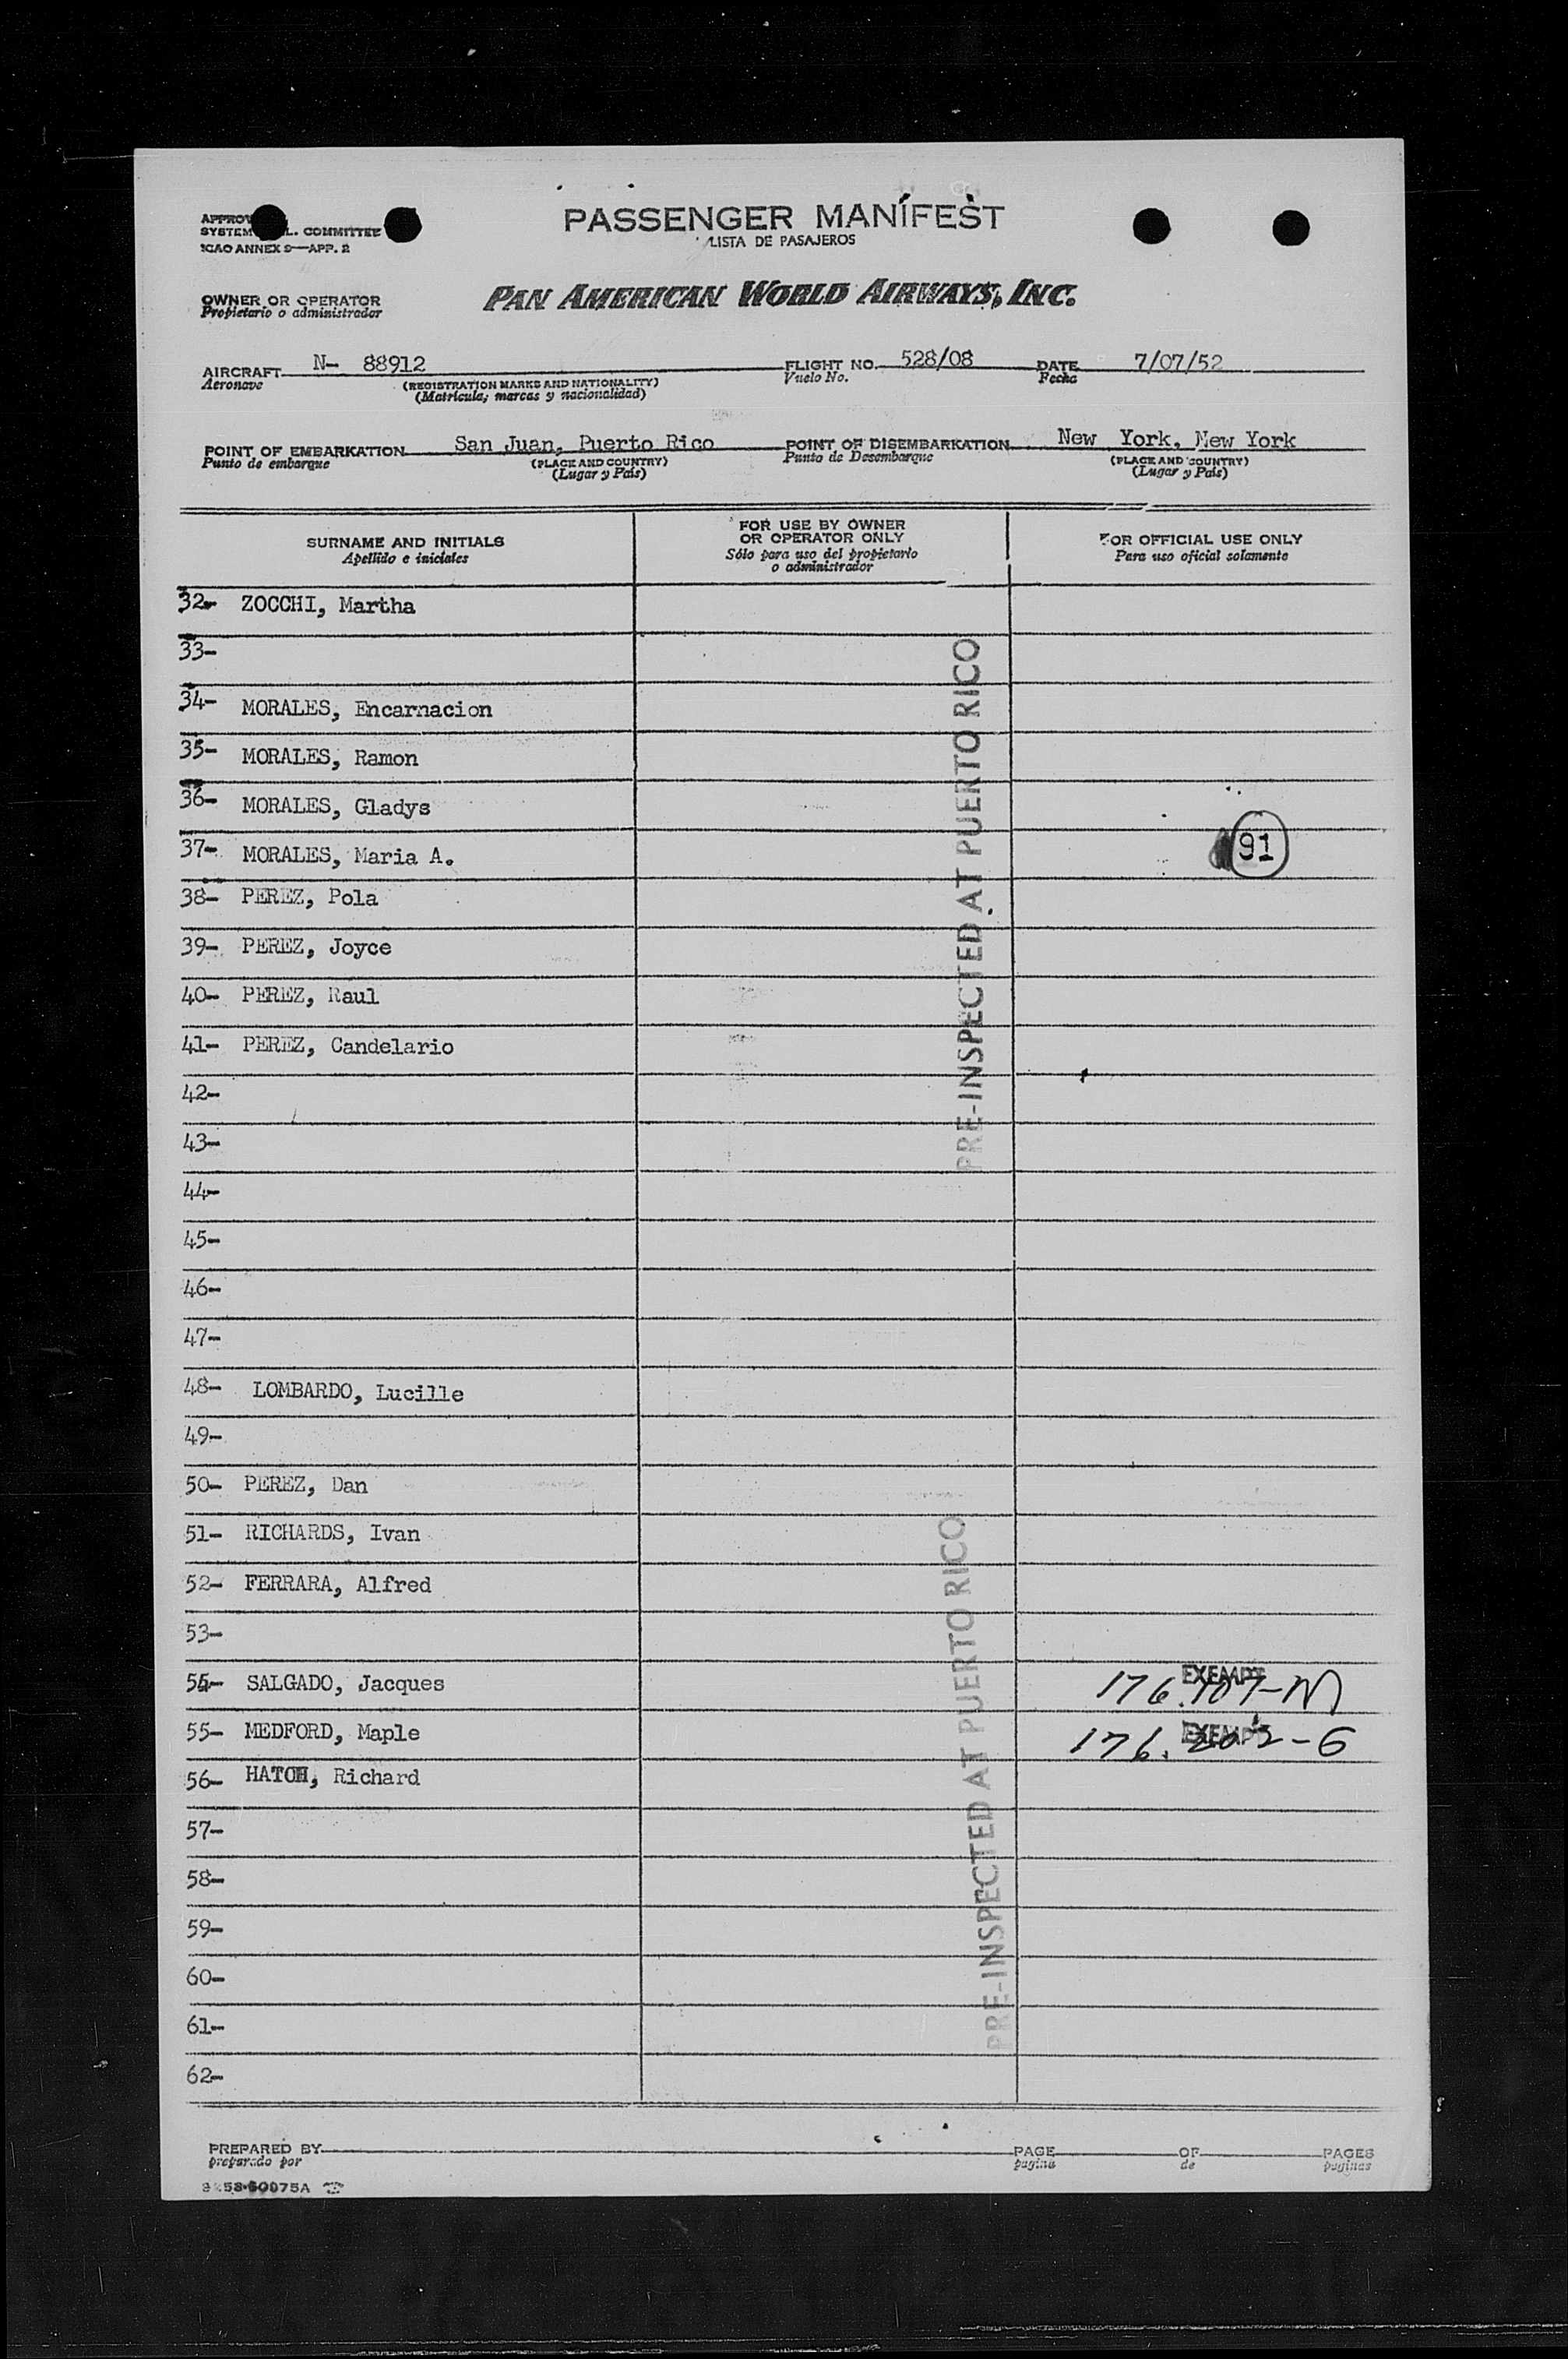 PASSENGER MANIFEST
LISTA DE PASAJEROS
SYSTEM L. COMMITTEE
ICAO ANNEX 9—APP. 2
OWNER OR OPERATOR
Propietario o administrador
PAN AMERICAN WORLD AIRWAYS, INC.
AIRCRAFT N- 88912 FLIGHT NO. 528/08 DATE 7/07/52
Aeronave (REGISTRATION MARKS AND NATIONALITY) Vuelo No. Fecha
(Matricula; marcas y nacionalidad)
POINT OF EMBARKATION San Juan, Puerto Rico POINT OF DISEMBARKATION New York, New York
Punto de embarque (PLACE AND COUNTRY) Punto de Desembarque (PLACE AND COUNTRY)
(Lugar y País) (Lugar y País)
SURNAME AND INITIALS
Apellido e iniciales
FOR USE BY OWNER
OR OPERATOR ONLY
Sólo para uso del propietario
o administrador
FOR OFFICIAL USE ONLY
Para uso oficial solamente
32- ZOCCHI, Martha
33-
34- MORALES, Encarnacion
35- MORALES, Ramon
36- MORALES, Gladys
37- MORALES, Maria A.
91
38- PEREZ, Pola
39- PEREZ, Joyce
40- PEREZ, Raul
41- PEREZ, Candelario
42-
43-
44-
45-
46-
47-
48- LOMBARDO, Lucille
49-
50- PEREZ, Dan
51- RICHARDS, Ivan
52- FERRARA, Alfred
53-
54- SALGADO, Jacques EXEMPT
55- MEDFORD, Maple EXEMPT
56- HATCH, Richard
57-
58-
59-
60-
61-
62-
PRE-INSPECTED AT PUERTO RICO
PRE-INSPECTED AT PUERTO RICO
PREPARED BY PAGE OF PAGES
preparado por pagina de paginas